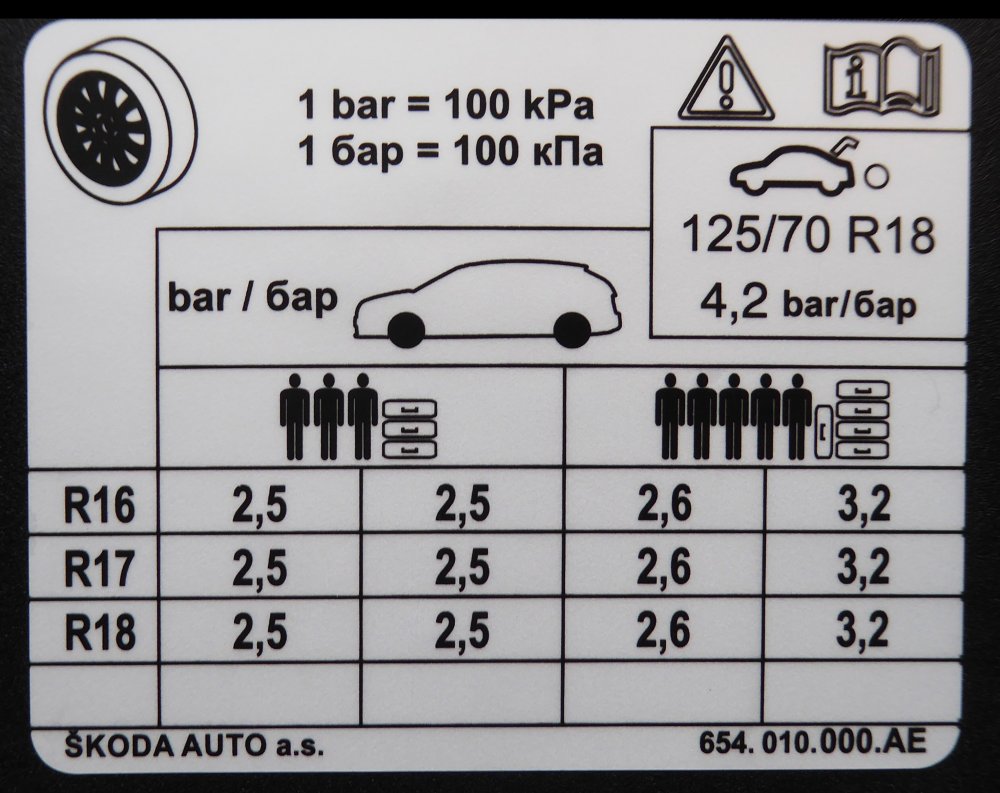 1 bar = 100 kPa
1 бар = 100 кПа
i
125/70 R18
4,2 bar/бар
bar / бар
R16 2,5 2,5 2,6 3,2
R17 2,5 2,5 2,6 3,2
R18 2,5 2,5 2,6 3,2
ŠKODA AUTO a.s. 654. 010.000.AE